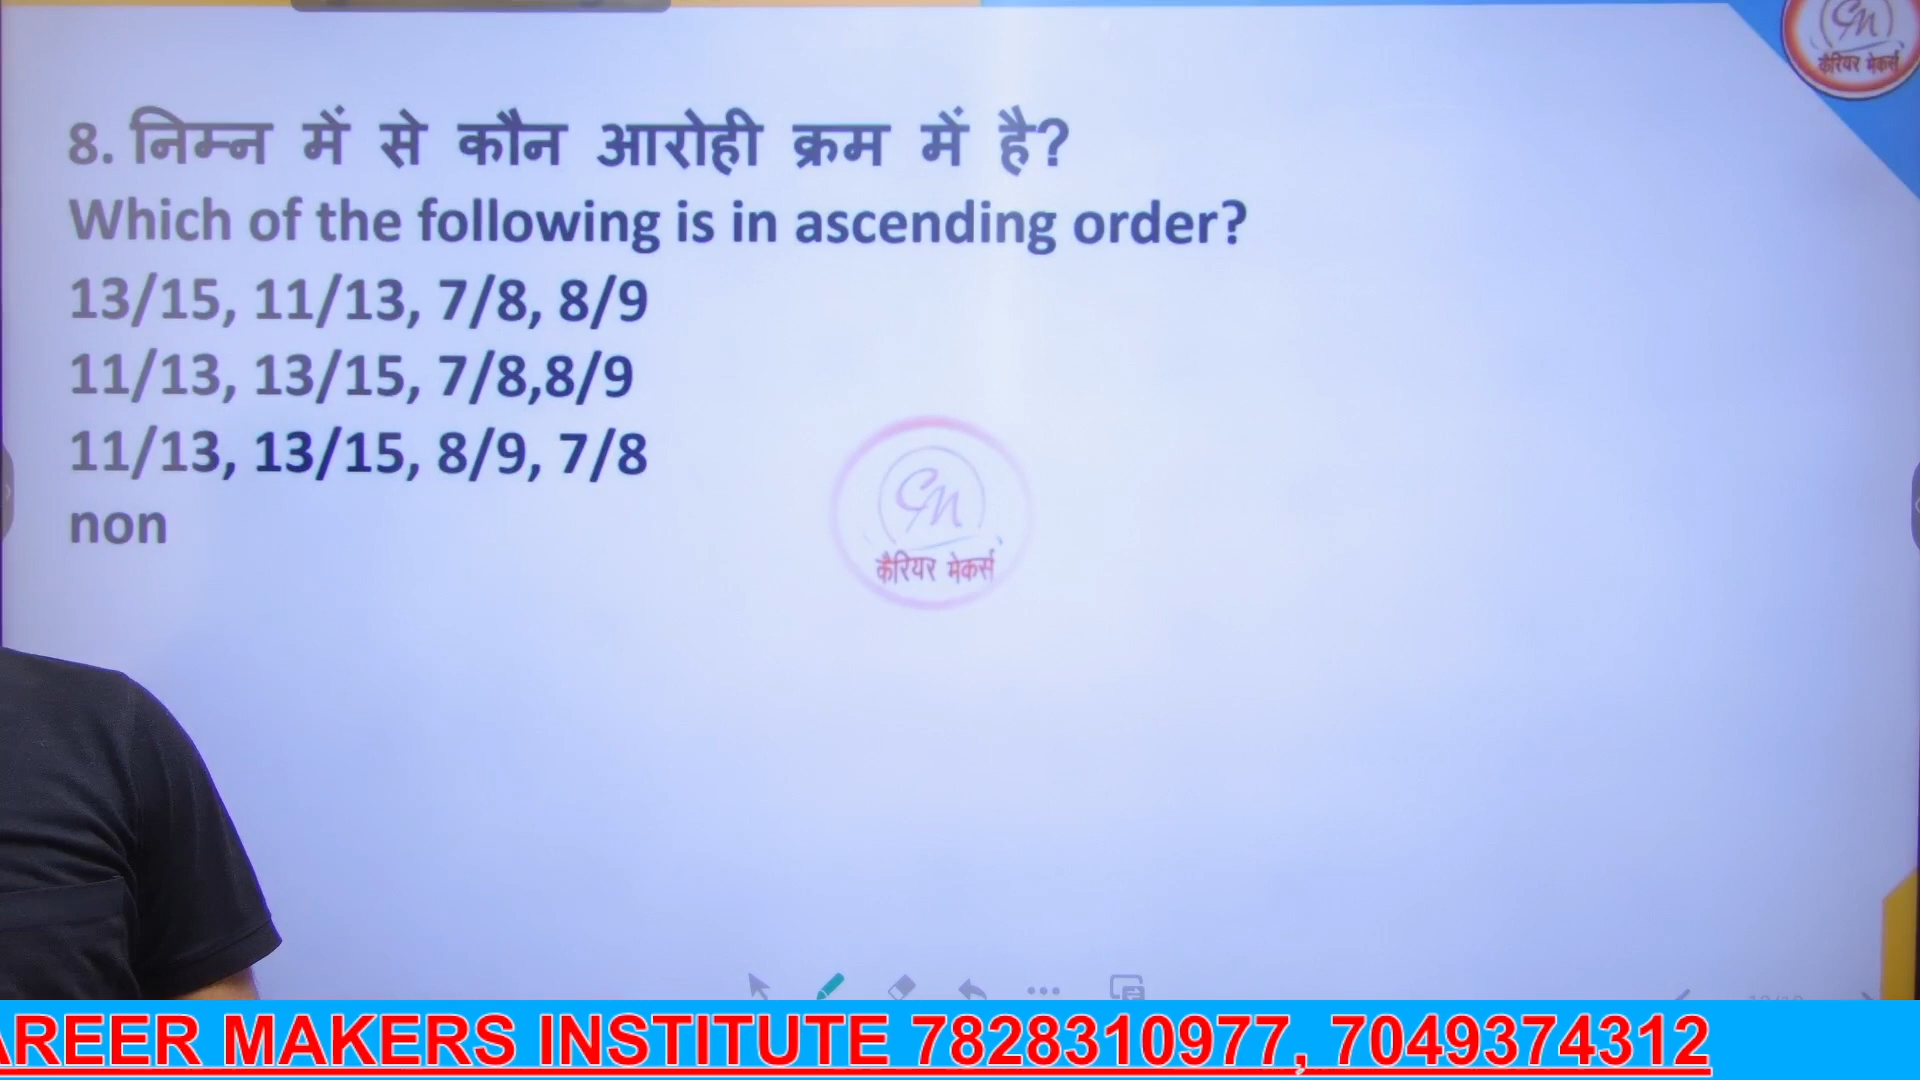 कैरियर मेकर्स
8. निम्न में से कौन आरोही क्रम में है?
Which of the following is in ascending order?
13/15, 11/13, 7/8, 8/9
11/13, 13/15, 7/8,8/9
11/13, 13/15, 8/9, 7/8
non
कैरियर मेकर्स
AREER MAKERS INSTITUTE 7828310977, 7049374312